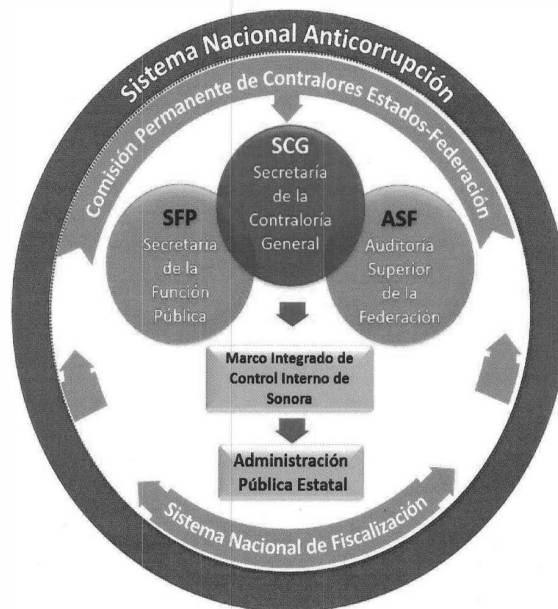 Sistema Nacional Anticorrupción
Comisión Permanente de Contralores Estados-Federación
SCG
Secretaría
de la
Contraloría
General
SFP
Secretaría
de la
Función
Pública
ASF
Auditoría
Superior
de la
Federación
Marco Integrado de
Control Interno de
Sonora
Administración
Pública Estatal
Sistema Nacional de Fiscalización